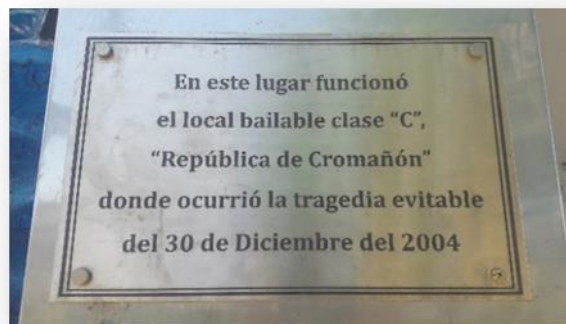 En este lugar funcionó
el local bailable clase “C”,
“República de Cromañón”
donde ocurrió la tragedia evitable
del 30 de Diciembre del 2004